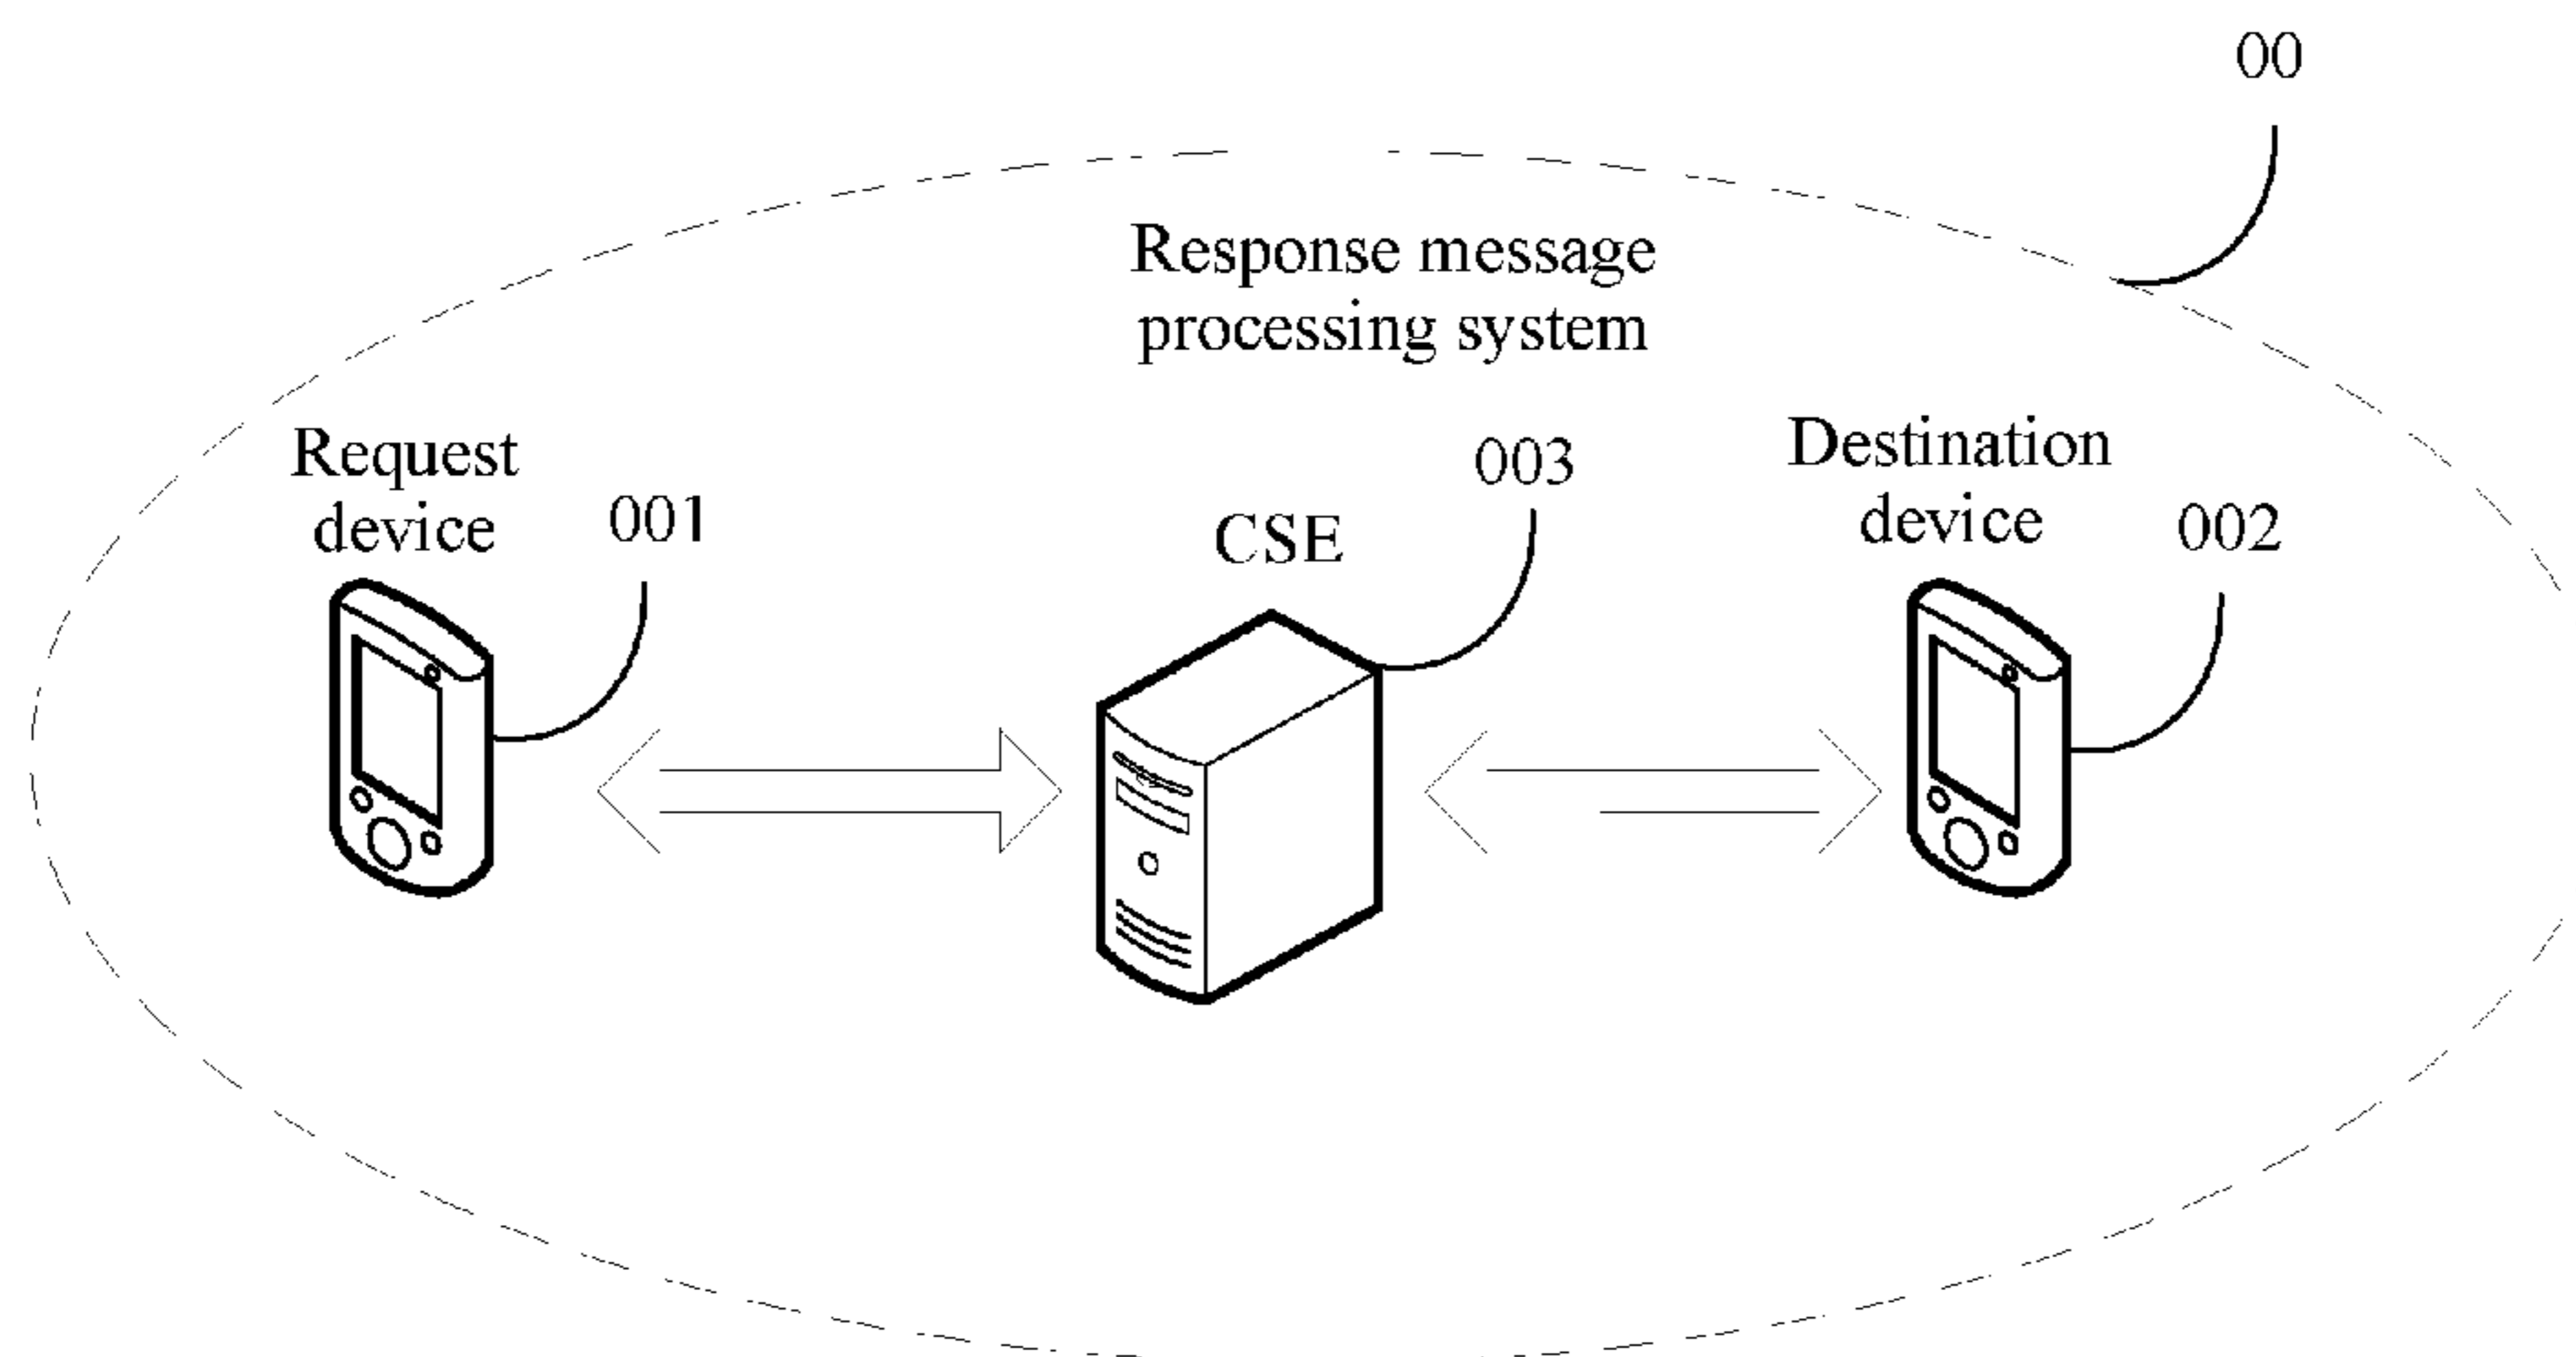 00
Response message
processing system
Request
device
001
CSE
003
Destination
device
002